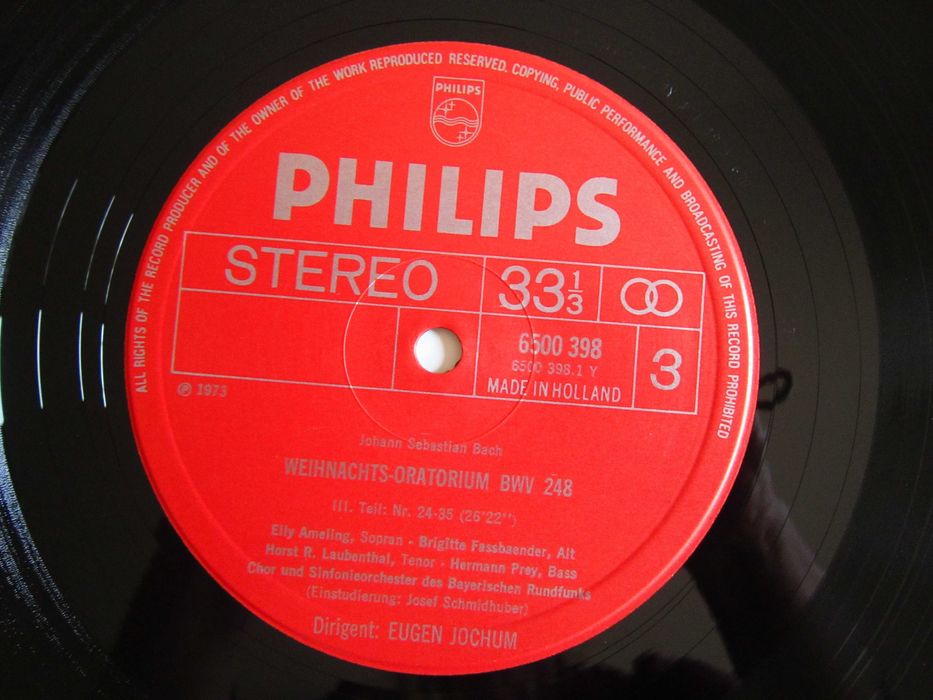 ALL RIGHTS OF THE RECORD PRODUCER AND OF THE OWNER OF THE WORK REPRODUCED RESERVED. COPYING, PUBLIC PERFORMANCE AND BROADCASTING OF THIS RECORD PROHIBITED
PHILIPS
PHILIPS
STEREO 33 1/3
6500 398
6500 398.1 Y
MADE IN HOLLAND
3
℗ 1973
Johann Sebastian Bach
WEIHNACHTS-ORATORIUM BWV 248
III. Teil: Nr. 24-35 (26'22'')
Elly Ameling, Sopran - Brigitte Fassbaender, Alt
Horst R. Laubenthal, Tenor - Hermann Prey, Bass
Chor und Sinfonieorchester des Bayerischen Rundfunks
(Einstudierung: Josef Schmidhuber)
Dirigent: EUGEN JOCHUM